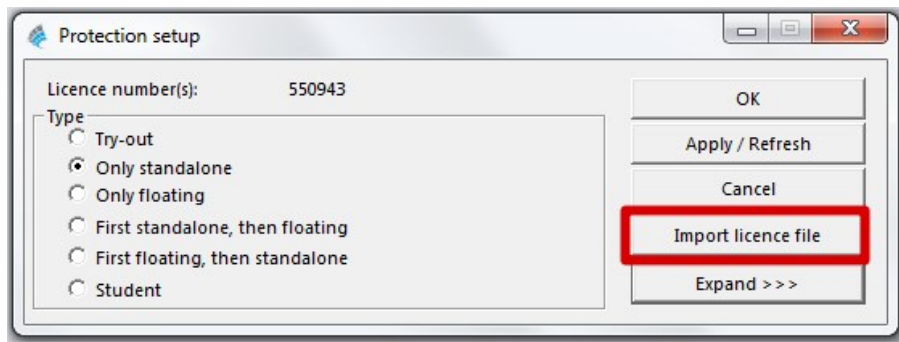 Protection setup
Licence number(s): 550943
Type
Try-out
Only standalone
Only floating
First standalone, then floating
First floating, then standalone
Student
OK
Apply / Refresh
Cancel
Import licence file
Expand >>>